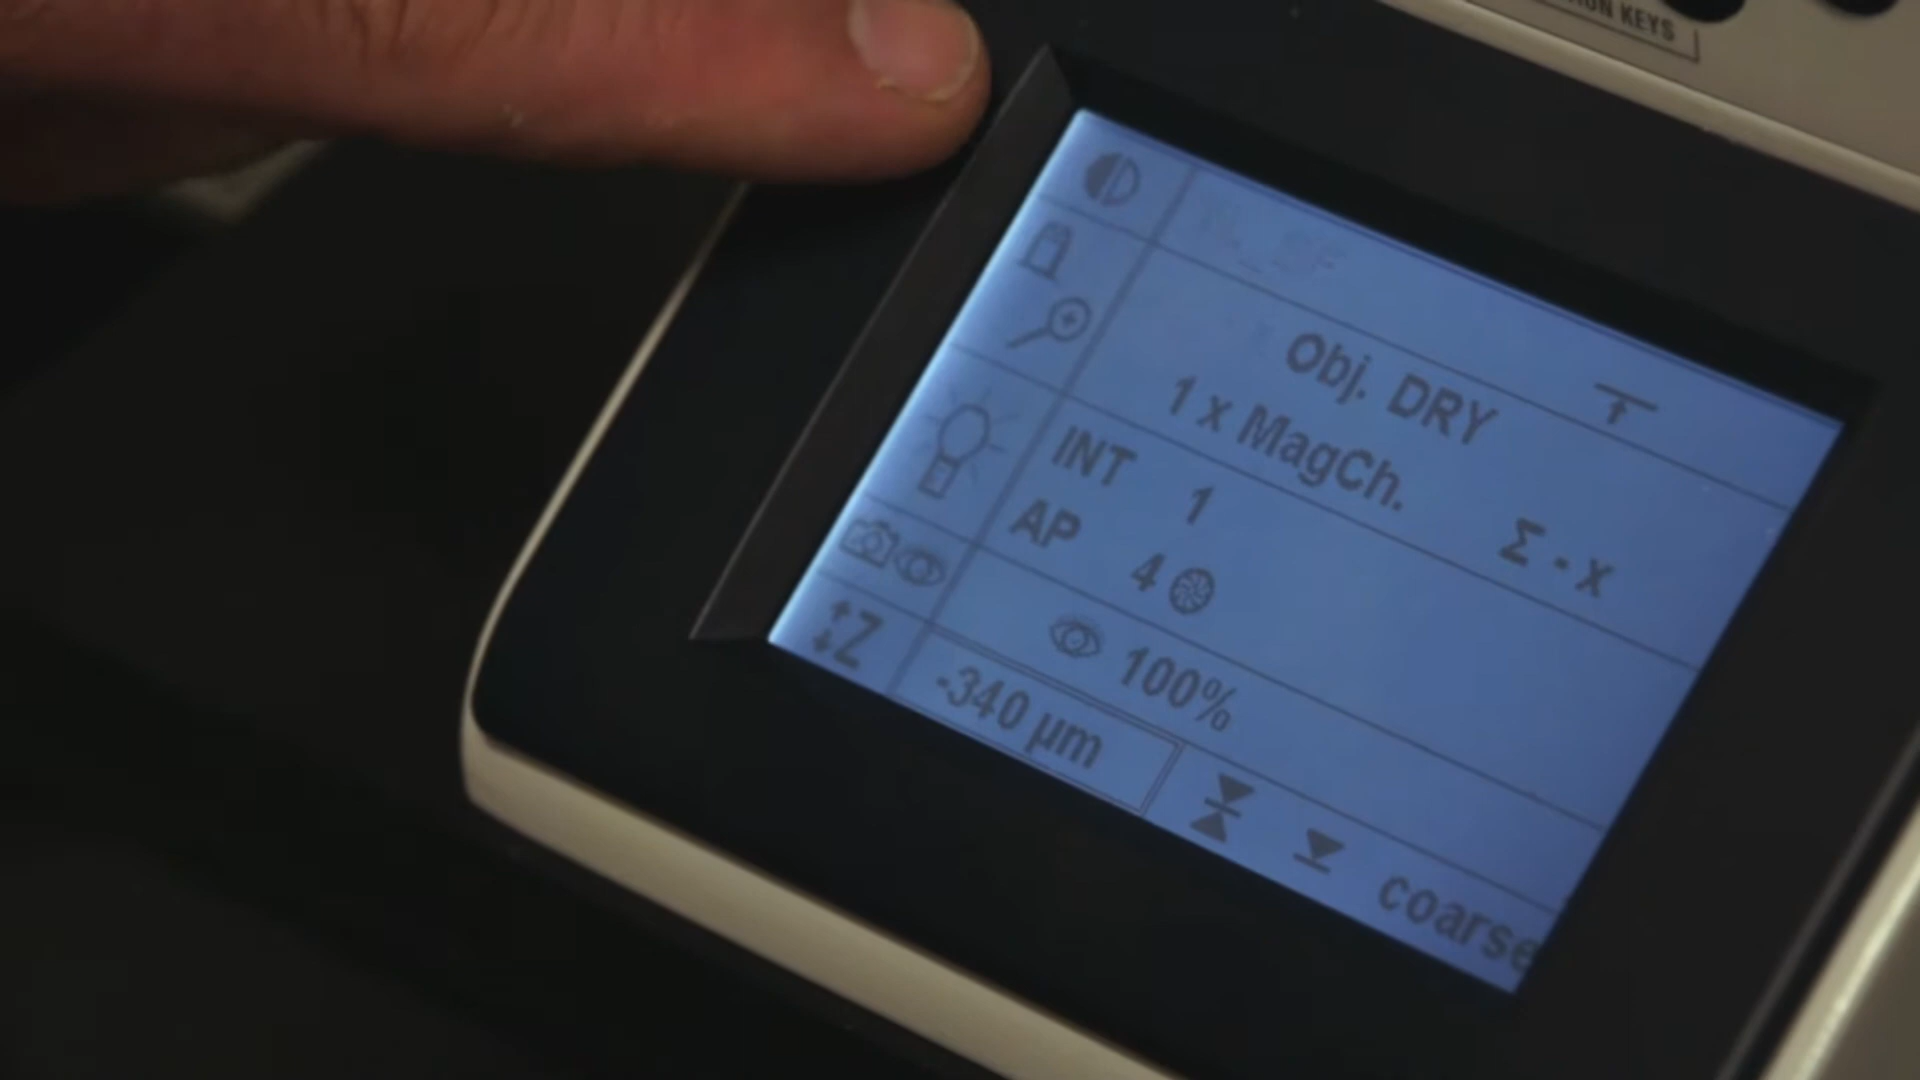 KEYS
Obj. DRY
1 x MagCh.
Σ - X
INT 1
AP 4
100%
Z -340 µm
coarse